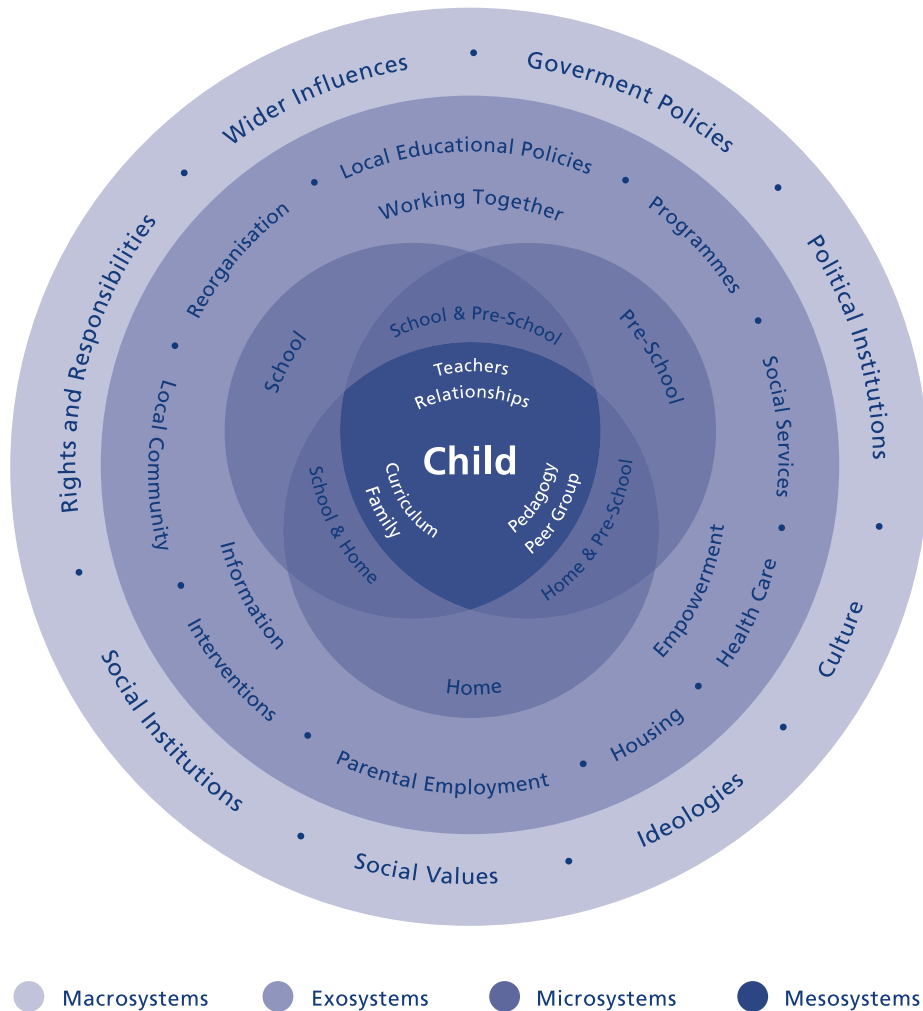 Wider Influences
Goverment Policies
Political Institutions
Culture
Ideologies
Social Values
Social Institutions
Rights and Responsibilities
Local Educational Policies
Working Together
Programmes
Social Services
Health Care
Empowerment
Housing
Parental Employment
Interventions
Information
Local Community
Reorganisation
School
School & Pre-School
Pre-School
School & Home
Home & Pre-School
Home
Teachers
Relationships
Child
Curriculum
Family
Pedagogy
Peer Group
Macrosystems
Exosystems
Microsystems
Mesosystems